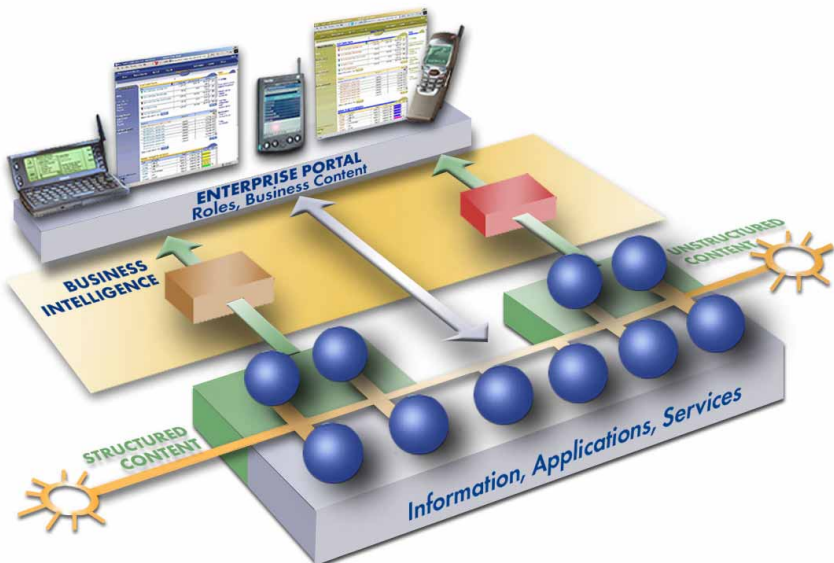 ENTERPRISE PORTAL
Roles, Business Content
BUSINESS
INTELLIGENCE
UNSTRUCTURED
CONTENT
STRUCTURED
CONTENT
Information, Applications, Services